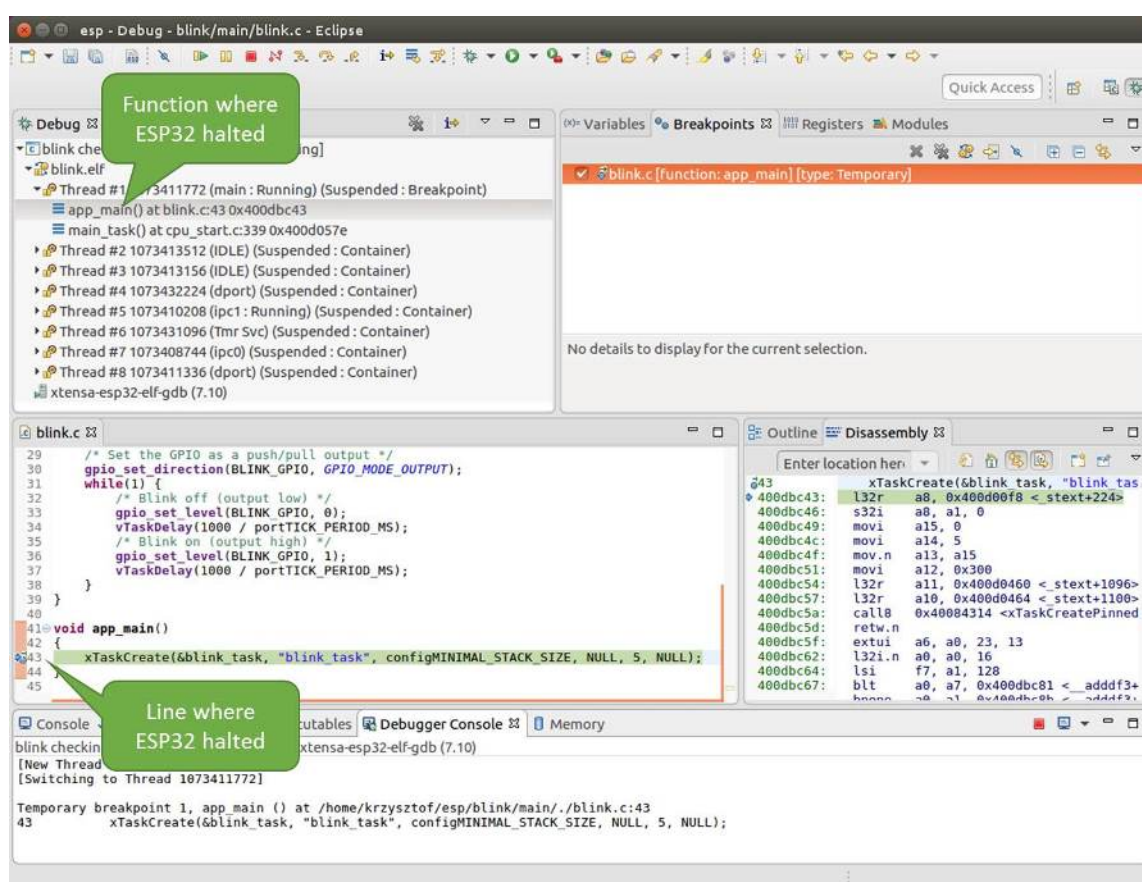 esp - Debug - blink/main/blink.c - Eclipse
Quick Access
Function where
ESP32 halted
Debug
blink che ing]
blink.elf
Thread #1 1073411772 (main : Running) (Suspended : Breakpoint)
app_main() at blink.c:43 0x400dbc43
main_task() at cpu_start.c:339 0x400d057e
Thread #2 1073413512 (IDLE) (Suspended : Container)
Thread #3 1073413156 (IDLE) (Suspended : Container)
Thread #4 1073432224 (dport) (Suspended : Container)
Thread #5 1073410208 (ipc1 : Running) (Suspended : Container)
Thread #6 1073431096 (Tmr Svc) (Suspended : Container)
Thread #7 1073408744 (ipc0) (Suspended : Container)
Thread #8 1073411336 (dport) (Suspended : Container)
xtensa-esp32-elf-gdb (7.10)
(x)= Variables Breakpoints Registers Modules
blink.c [function: app_main] [type: Temporary]
No details to display for the current selection.
blink.c
29 /* Set the GPIO as a push/pull output */
30 gpio_set_direction(BLINK_GPIO, GPIO_MODE_OUTPUT);
31 while(1) {
32 /* Blink off (output low) */
33 gpio_set_level(BLINK_GPIO, 0);
34 vTaskDelay(1000 / portTICK_PERIOD_MS);
35 /* Blink on (output high) */
36 gpio_set_level(BLINK_GPIO, 1);
37 vTaskDelay(1000 / portTICK_PERIOD_MS);
38 }
39 }
40
41 void app_main()
42 {
43 xTaskCreate(&blink_task, "blink_task", configMINIMAL_STACK_SIZE, NULL, 5, NULL);
44 }
45
Outline Disassembly
Enter location her
43 xTaskCreate(&blink_task, "blink_tas
400dbc43: l32r a8, 0x400d00f8 <_stext+224>
400dbc46: s32i a8, a1, 0
400dbc49: movi a15, 0
400dbc4c: movi a14, 5
400dbc4f: mov.n a13, a15
400dbc51: movi a12, 0x300
400dbc54: l32r a11, 0x400d0460 <_stext+1096>
400dbc57: l32r a10, 0x400d0464 <_stext+1100>
400dbc5a: call8 0x40084314 <xTaskCreatePinned
400dbc5d: retw.n
400dbc5f: extui a6, a0, 23, 13
400dbc62: l32i.n a0, a0, 16
400dbc64: lsi f7, a1, 128
400dbc67: blt a0, a7, 0x400dbc81 <__adddf3+
Line where
ESP32 halted
Console utables Debugger Console Memory
blink checkin xtensa-esp32-elf-gdb (7.10)
[New Thread
[Switching to Thread 1073411772]
Temporary breakpoint 1, app_main () at /home/krzysztof/esp/blink/main/./blink.c:43
43 xTaskCreate(&blink_task, "blink_task", configMINIMAL_STACK_SIZE, NULL, 5, NULL);